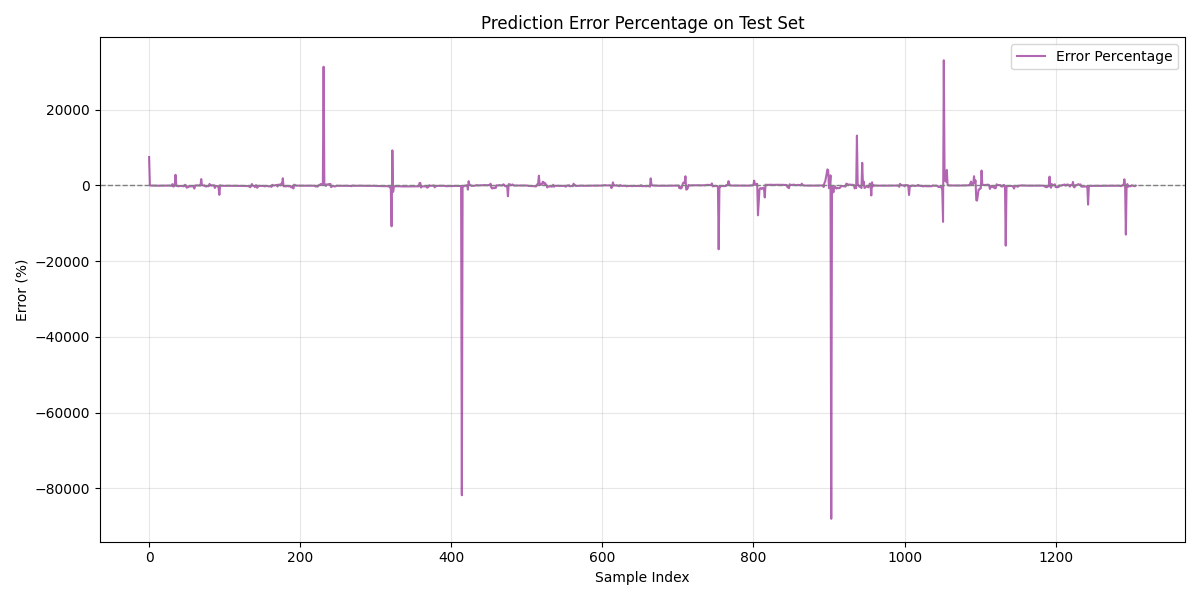 Prediction Error Percentage on Test Set
Error Percentage
20000
0
−20000
−40000
−60000
−80000
Error (%)
0 200 400 600 800 1000 1200
Sample Index